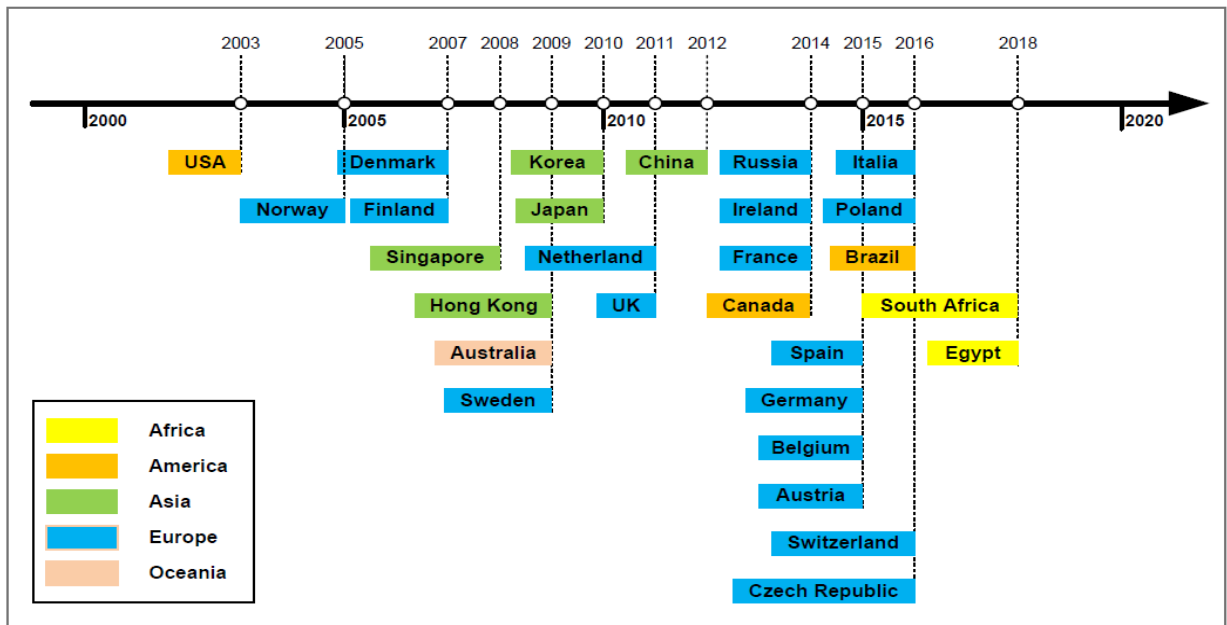 2003 2005 2007 2008 2009 2010 2011 2012 2014 2015 2016 2018
2000 2005 2010 2015 2020
USA Denmark Korea China Russia Italia
Norway Finland Japan Ireland Poland
Singapore Netherland France Brazil
Hong Kong UK Canada South Africa
Australia Spain Egypt
Sweden Germany
Belgium
Austria
Switzerland
Czech Republic
Africa
America
Asia
Europe
Oceania